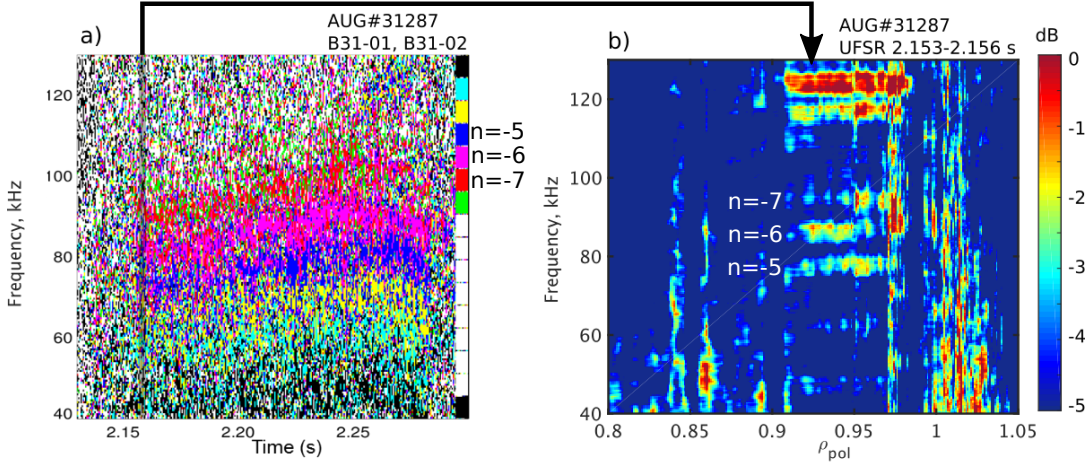 a)
AUG#31287
B31-01, B31-02
Frequency, kHz
120
100
80
60
40
n=-5
n=-6
n=-7
2.15
2.20
2.25
Time (s)
b)
AUG#31287
UFSR 2.153-2.156 s
Frequency, kHz
120
100
80
60
40
n=-7
n=-6
n=-5
0.8
0.85
0.9
0.95
1
1.05
ρpol
dB
0
-1
-2
-3
-4
-5